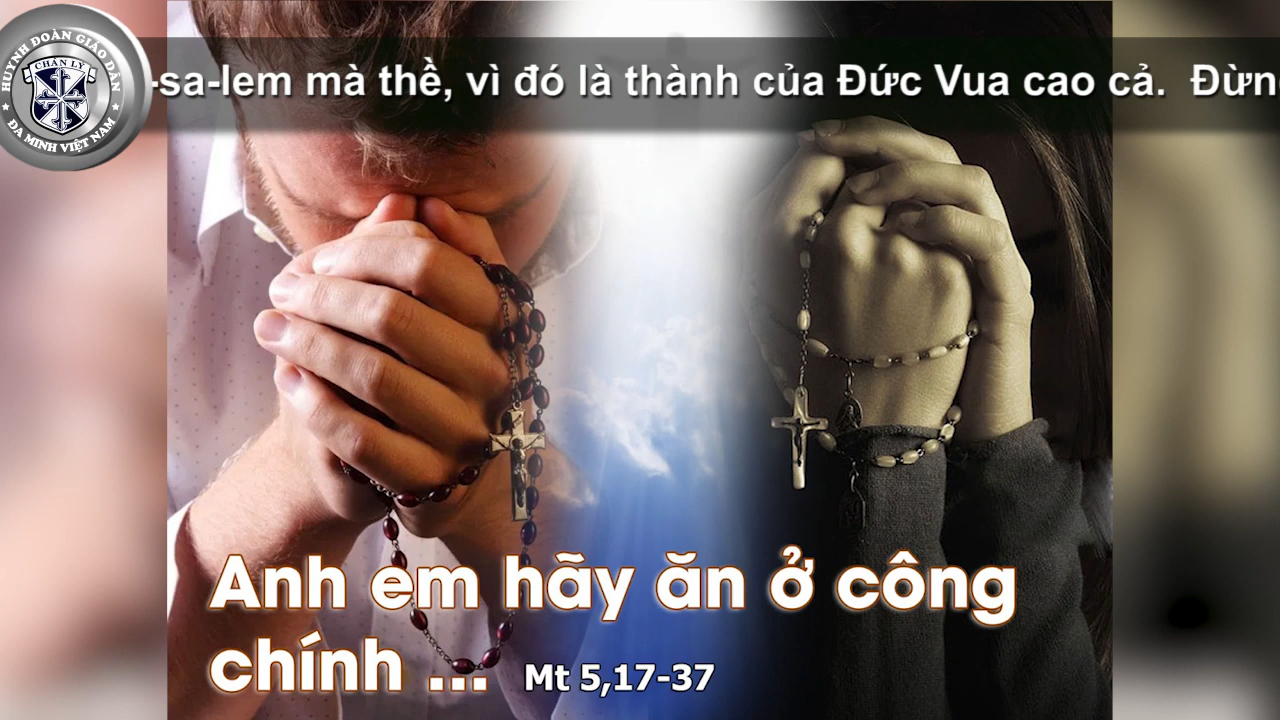 HUYNH ĐOÀN GIÁO DÂN
CHÂN LÝ
ĐA MINH VIỆT NAM
-sa-lem mà thề, vì đó là thành của Đức Vua cao cả. Đừn
Anh em hãy ăn ở công
chính ... Mt 5,17-37